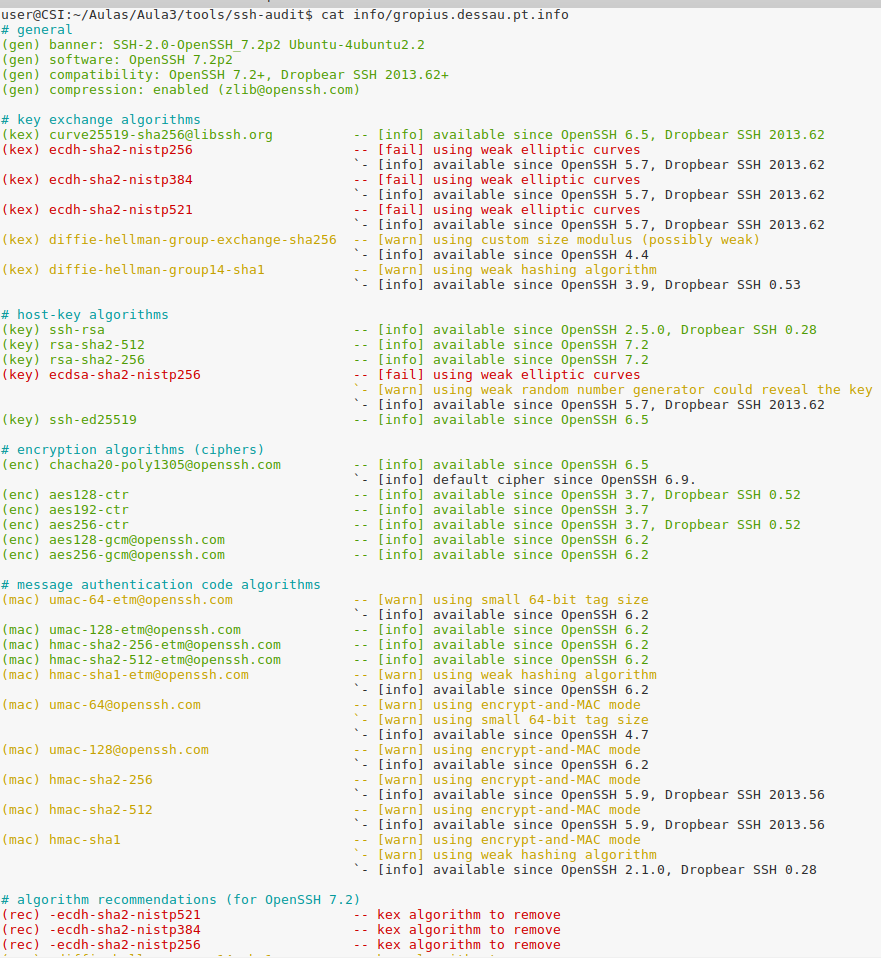 user@CSI:~/Aulas/Aula3/tools/ssh-audit$ cat info/gropius.dessau.pt.info
# general
(gen) banner: SSH-2.0-OpenSSH_7.2p2 Ubuntu-4ubuntu2.2
(gen) software: OpenSSH 7.2p2
(gen) compatibility: OpenSSH 7.2+, Dropbear SSH 2013.62+
(gen) compression: enabled (zlib@openssh.com)
# key exchange algorithms
(kex) curve25519-sha256@libssh.org -- [info] available since OpenSSH 6.5, Dropbear SSH 2013.62
(kex) ecdh-sha2-nistp256 -- [fail] using weak elliptic curves
`- [info] available since OpenSSH 5.7, Dropbear SSH 2013.62
(kex) ecdh-sha2-nistp384 -- [fail] using weak elliptic curves
`- [info] available since OpenSSH 5.7, Dropbear SSH 2013.62
(kex) ecdh-sha2-nistp521 -- [fail] using weak elliptic curves
`- [info] available since OpenSSH 5.7, Dropbear SSH 2013.62
(kex) diffie-hellman-group-exchange-sha256 -- [warn] using custom size modulus (possibly weak)
`- [info] available since OpenSSH 4.4
(kex) diffie-hellman-group14-sha1 -- [warn] using weak hashing algorithm
`- [info] available since OpenSSH 3.9, Dropbear SSH 0.53
# host-key algorithms
(key) ssh-rsa -- [info] available since OpenSSH 2.5.0, Dropbear SSH 0.28
(key) rsa-sha2-512 -- [info] available since OpenSSH 7.2
(key) rsa-sha2-256 -- [info] available since OpenSSH 7.2
(key) ecdsa-sha2-nistp256 -- [fail] using weak elliptic curves
`- [warn] using weak random number generator could reveal the key
`- [info] available since OpenSSH 5.7, Dropbear SSH 2013.62
(key) ssh-ed25519 -- [info] available since OpenSSH 6.5
# encryption algorithms (ciphers)
(enc) chacha20-poly1305@openssh.com -- [info] available since OpenSSH 6.5
`- [info] default cipher since OpenSSH 6.9.
(enc) aes128-ctr -- [info] available since OpenSSH 3.7, Dropbear SSH 0.52
(enc) aes192-ctr -- [info] available since OpenSSH 3.7
(enc) aes256-ctr -- [info] available since OpenSSH 3.7, Dropbear SSH 0.52
(enc) aes128-gcm@openssh.com -- [info] available since OpenSSH 6.2
(enc) aes256-gcm@openssh.com -- [info] available since OpenSSH 6.2
# message authentication code algorithms
(mac) umac-64-etm@openssh.com -- [warn] using small 64-bit tag size
`- [info] available since OpenSSH 6.2
(mac) umac-128-etm@openssh.com -- [info] available since OpenSSH 6.2
(mac) hmac-sha2-256-etm@openssh.com -- [info] available since OpenSSH 6.2
(mac) hmac-sha2-512-etm@openssh.com -- [info] available since OpenSSH 6.2
(mac) hmac-sha1-etm@openssh.com -- [warn] using weak hashing algorithm
`- [info] available since OpenSSH 6.2
(mac) umac-64@openssh.com -- [warn] using encrypt-and-MAC mode
`- [warn] using small 64-bit tag size
`- [info] available since OpenSSH 4.7
(mac) umac-128@openssh.com -- [warn] using encrypt-and-MAC mode
`- [info] available since OpenSSH 6.2
(mac) hmac-sha2-256 -- [warn] using encrypt-and-MAC mode
`- [info] available since OpenSSH 5.9, Dropbear SSH 2013.56
(mac) hmac-sha2-512 -- [warn] using encrypt-and-MAC mode
`- [info] available since OpenSSH 5.9, Dropbear SSH 2013.56
(mac) hmac-sha1 -- [warn] using encrypt-and-MAC mode
`- [warn] using weak hashing algorithm
`- [info] available since OpenSSH 2.1.0, Dropbear SSH 0.28
# algorithm recommendations (for OpenSSH 7.2)
(rec) -ecdh-sha2-nistp521 -- kex algorithm to remove
(rec) -ecdh-sha2-nistp384 -- kex algorithm to remove
(rec) -ecdh-sha2-nistp256 -- kex algorithm to remove